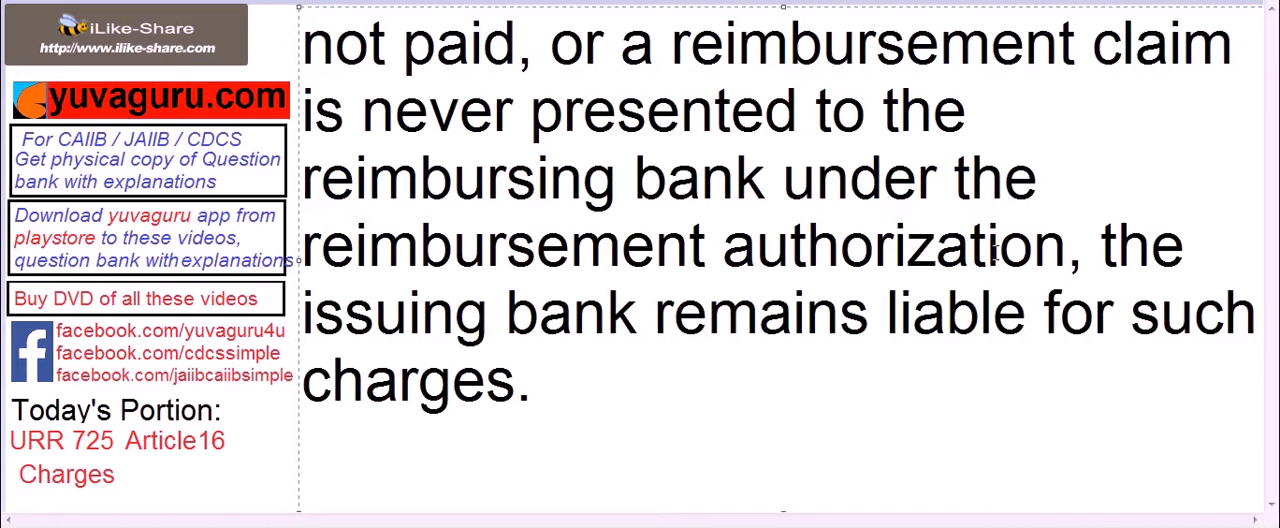 iLike-Share
http://www.ilike-share.com
yuvaguru.com
For CAIIB / JAIIB / CDCS
Get physical copy of Question
bank with explanations
Download yuvaguru app from
playstore to these videos,
question bank with explanations
Buy DVD of all these videos
facebook.com/yuvaguru4u
facebook.com/cdcssimple
facebook.com/jaiibcaiibsimple
Today's Portion:
URR 725 Article16
Charges
not paid, or a reimbursement claim
is never presented to the
reimbursing bank under the
reimbursement authorization, the
issuing bank remains liable for such
charges.